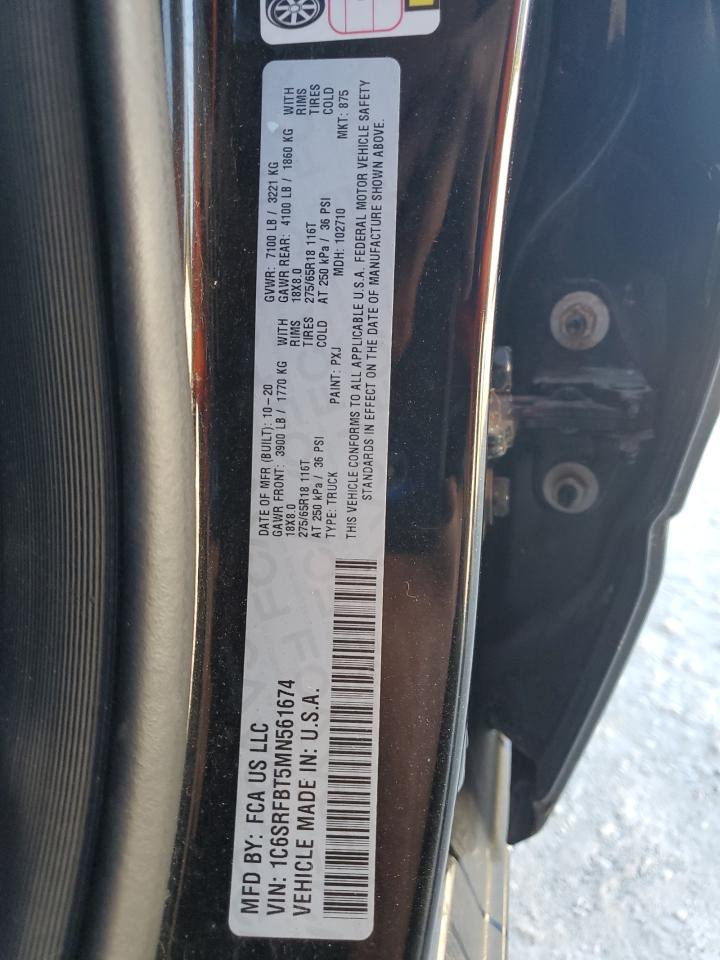 MFD BY: FCA US LLC
VIN: 1C6SRFBT5MN561674
VEHICLE MADE IN: U.S.A.
DATE OF MFR (BUILT): 10-20
GAWR FRONT: 3900 LB / 1770 KG WITH
18X8.0 RIMS
275/65R18 116T TIRES
AT 250 kPa / 36 PSI COLD
TYPE: TRUCK PAINT: PXJ
GVWR: 7100 LB / 3221 KG
GAWR REAR: 4100 LB / 1860 KG WITH
18X8.0 RIMS
275/65R18 116T TIRES
AT 250 kPa / 36 PSI COLD
MDH: 102710 MKT: 875
THIS VEHICLE CONFORMS TO ALL APPLICABLE U.S.A. FEDERAL MOTOR VEHICLE SAFETY
STANDARDS IN EFFECT ON THE DATE OF MANUFACTURE SHOWN ABOVE.